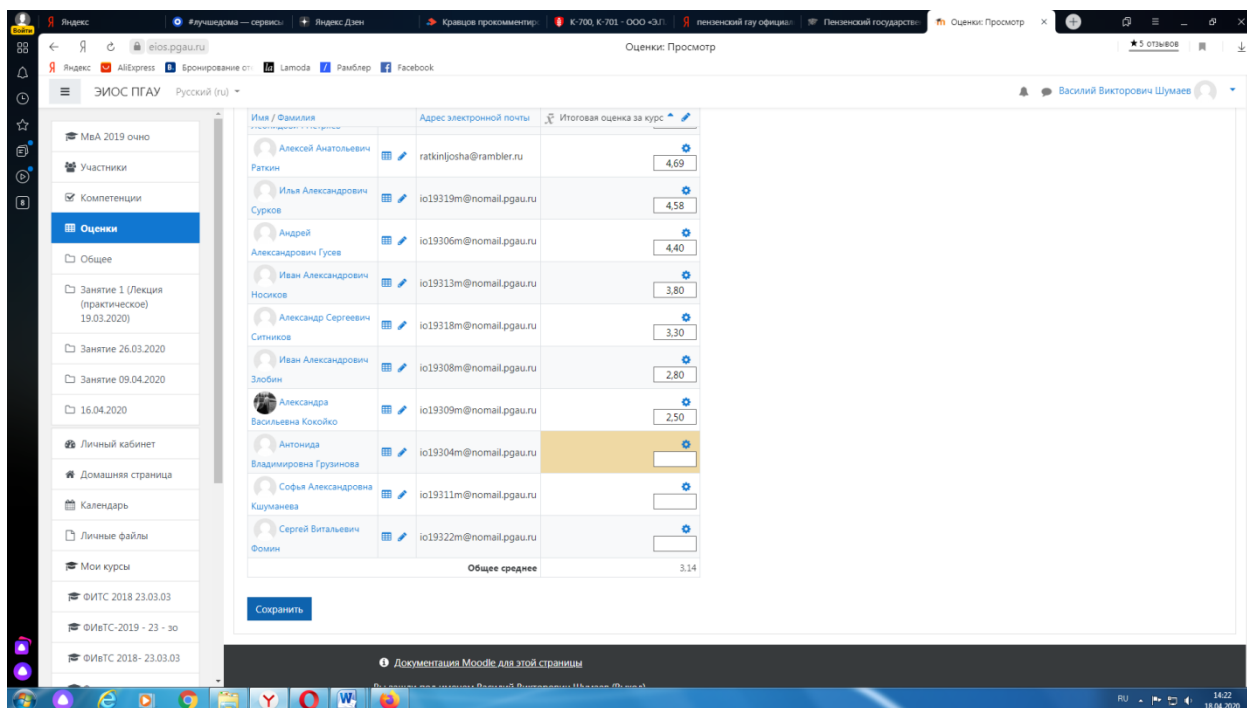 Войти
Яндекс
#лучшедома — сервисы
Яндекс Дзен
Кравцов прокомментир
К-700, К-701 - ООО «ЭЛ
пензенский гау официал
Пензенский государстве
Оценки: Просмотр
eios.pgau.ru
Оценки: Просмотр
★ 5 отзывов
Яндекс
AliExpress
Бронирование от
Lamoda
Рамблер
Facebook
ЭИОС ПГАУ
Русский (ru)
Василий Викторович Шумаев
8
МвА 2019 очно
Участники
Компетенции
Оценки
Общее
Занятие 1 (Лекция
(практическое)
19.03.2020)
Занятие 26.03.2020
Занятие 09.04.2020
16.04.2020
Личный кабинет
Домашняя страница
Календарь
Личные файлы
Мои курсы
ФИТС 2018 23.03.03
ФИвТС-2019 - 23 - зо
ФИвТС 2018- 23.03.03
Имя / Фамилия
Адрес электронной почты
Итоговая оценка за курс
Алексей Анатольевич
Раткин
ratkinljosha@rambler.ru
4,69
Илья Александрович
Сурков
io19319m@nomail.pgau.ru
4,58
Андрей
Александрович Гусев
io19306m@nomail.pgau.ru
4,40
Иван Александрович
Носиков
io19313m@nomail.pgau.ru
3,80
Александр Сергеевич
Ситников
io19318m@nomail.pgau.ru
3,30
Иван Александрович
Злобин
io19308m@nomail.pgau.ru
2,80
Александра
Васильевна Кокойко
io19309m@nomail.pgau.ru
2,50
Антонида
Владимировна Грузинова
io19304m@nomail.pgau.ru
Софья Александровна
Кшуманева
io19311m@nomail.pgau.ru
Сергей Витальевич
Фомин
io19322m@nomail.pgau.ru
Общее среднее
3,14
Сохранить
Документация Moodle для этой страницы
RU
14:22
18.04.2020